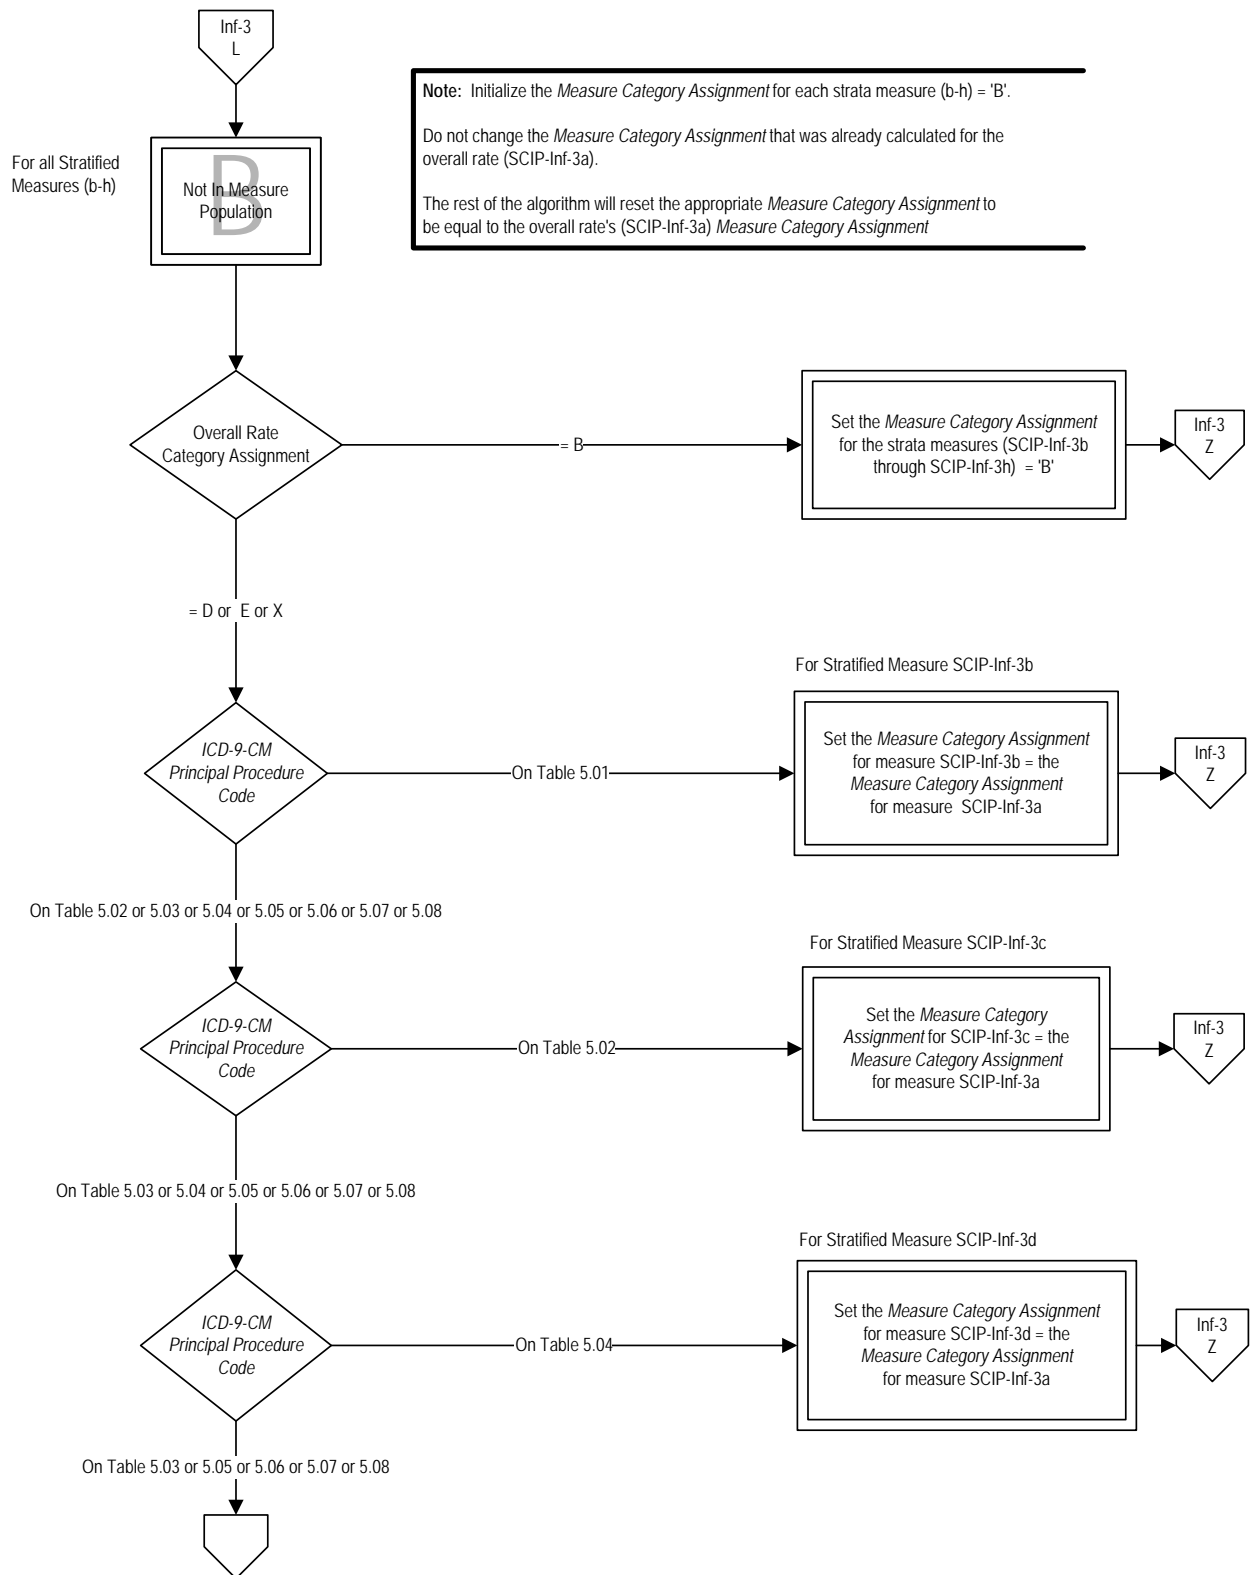 Inf-3
L
Note: Initialize the Measure Category Assignment for each strata measure (b-h) = 'B'.
Do not change the Measure Category Assignment that was already calculated for the
overall rate (SCIP-Inf-3a).
The rest of the algorithm will reset the appropriate Measure Category Assignment to
be equal to the overall rate's (SCIP-Inf-3a) Measure Category Assignment
For all Stratified
Measures (b-h)
B
Not In Measure
Population
Overall Rate
Category Assignment
= B
Set the Measure Category Assignment
for the strata measures (SCIP-Inf-3b
through SCIP-Inf-3h) = 'B'
Inf-3
Z
= D or E or X
For Stratified Measure SCIP-Inf-3b
ICD-9-CM
Principal Procedure
Code
On Table 5.01
Set the Measure Category Assignment
for measure SCIP-Inf-3b = the
Measure Category Assignment
for measure SCIP-Inf-3a
Inf-3
Z
On Table 5.02 or 5.03 or 5.04 or 5.05 or 5.06 or 5.07 or 5.08
For Stratified Measure SCIP-Inf-3c
ICD-9-CM
Principal Procedure
Code
On Table 5.02
Set the Measure Category
Assignment for SCIP-Inf-3c = the
Measure Category Assignment
for measure SCIP-Inf-3a
Inf-3
Z
On Table 5.03 or 5.04 or 5.05 or 5.06 or 5.07 or 5.08
For Stratified Measure SCIP-Inf-3d
ICD-9-CM
Principal Procedure
Code
On Table 5.04
Set the Measure Category Assignment
for measure SCIP-Inf-3d = the
Measure Category Assignment
for measure SCIP-Inf-3a
Inf-3
Z
On Table 5.03 or 5.05 or 5.06 or 5.07 or 5.08